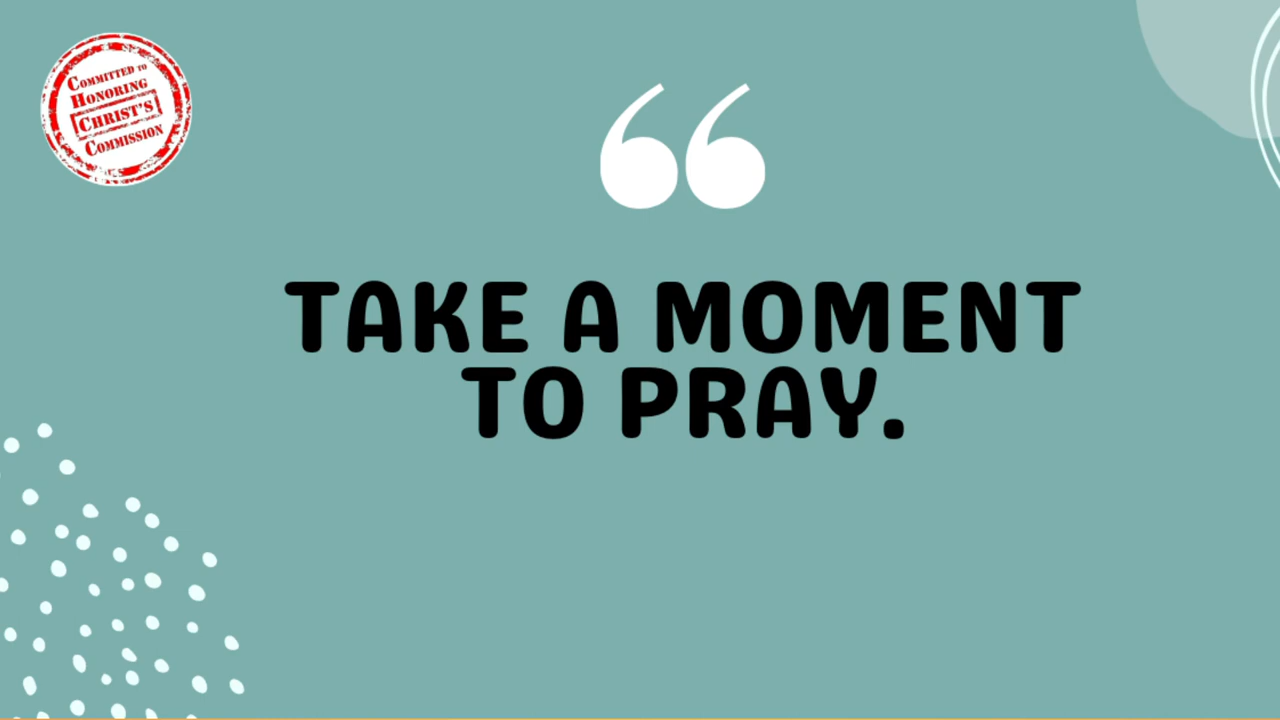 COMMITTED TO
HONORING
CHRIST'S
COMMISSION
“
TAKE A MOMENT
TO PRAY.